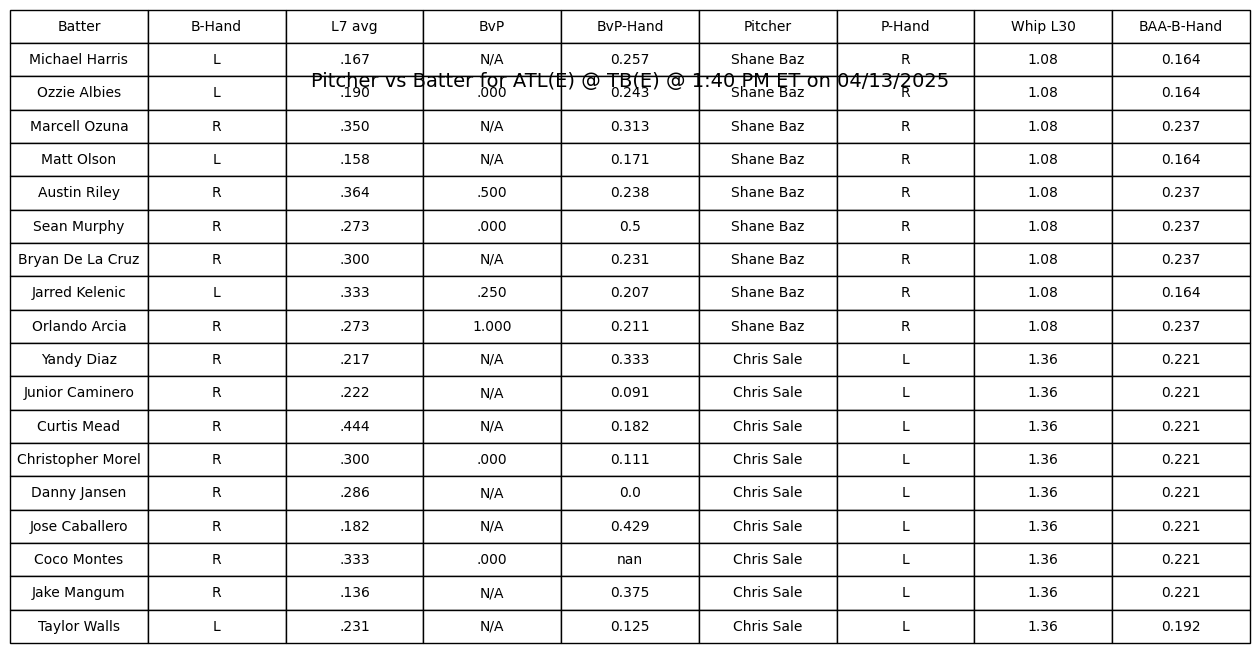 Batter B-Hand L7 avg BvP BvP-Hand Pitcher P-Hand Whip L30 BAA-B-Hand
Michael Harris L .167 N/A 0.257 Shane Baz R 1.08 0.164
Pitcher vs Batter for ATL(E) @ TB(E) @ 1:40 PM ET on 04/13/2025
Ozzie Albies L .190 .000 0.243 Shane Baz R 1.08 0.164
Marcell Ozuna R .350 N/A 0.313 Shane Baz R 1.08 0.237
Matt Olson L .158 N/A 0.171 Shane Baz R 1.08 0.164
Austin Riley R .364 .500 0.238 Shane Baz R 1.08 0.237
Sean Murphy R .273 .000 0.5 Shane Baz R 1.08 0.237
Bryan De La Cruz R .300 N/A 0.231 Shane Baz R 1.08 0.237
Jarred Kelenic L .333 .250 0.207 Shane Baz R 1.08 0.164
Orlando Arcia R .273 1.000 0.211 Shane Baz R 1.08 0.237
Yandy Diaz R .217 N/A 0.333 Chris Sale L 1.36 0.221
Junior Caminero R .222 N/A 0.091 Chris Sale L 1.36 0.221
Curtis Mead R .444 N/A 0.182 Chris Sale L 1.36 0.221
Christopher Morel R .300 .000 0.111 Chris Sale L 1.36 0.221
Danny Jansen R .286 N/A 0.0 Chris Sale L 1.36 0.221
Jose Caballero R .182 N/A 0.429 Chris Sale L 1.36 0.221
Coco Montes R .333 .000 nan Chris Sale L 1.36 0.221
Jake Mangum R .136 N/A 0.375 Chris Sale L 1.36 0.221
Taylor Walls L .231 N/A 0.125 Chris Sale L 1.36 0.192